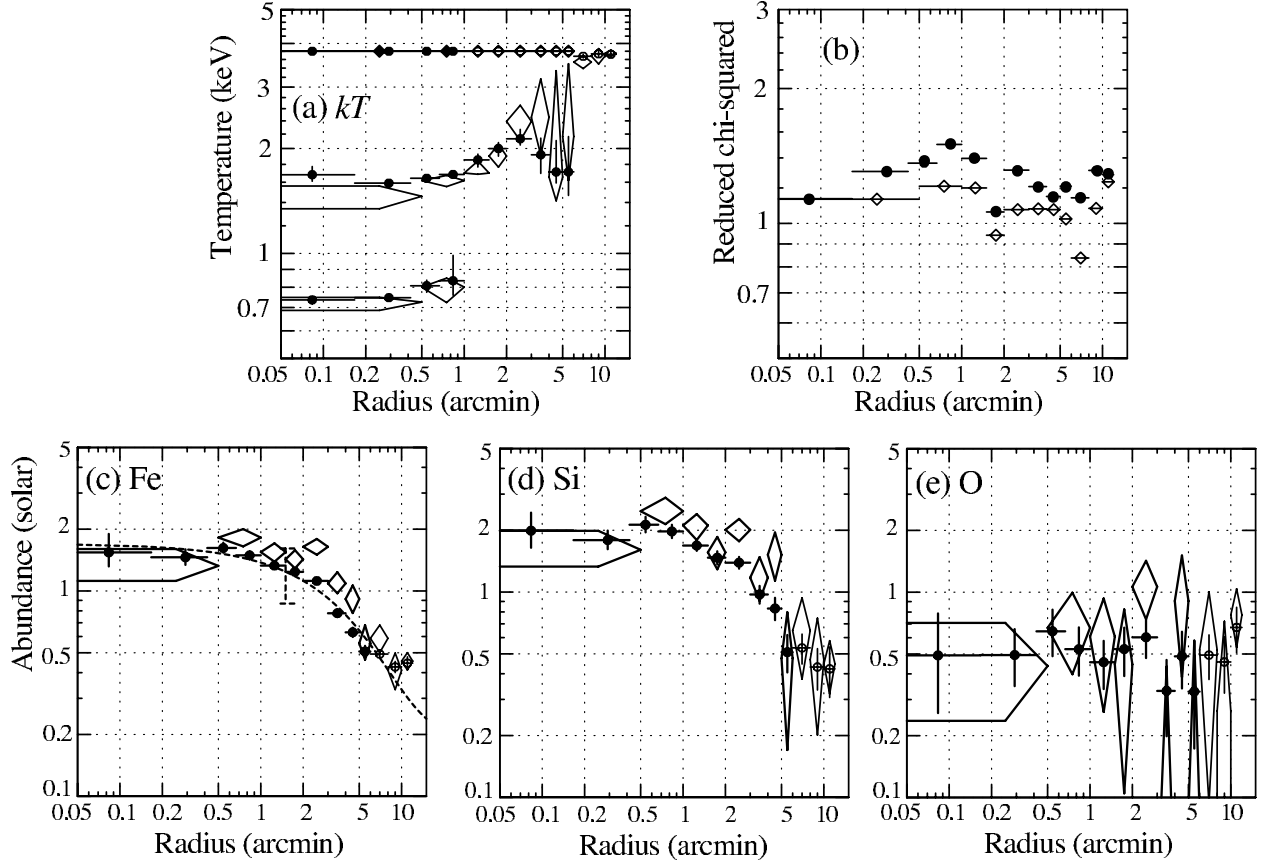 5
3
2
1
0.7
Temperature (keV)
(a) kT
0.05 0.1 0.2 0.5 1 2 5 10
Radius (arcmin)
3
2
1
0.7
Reduced chi-squared
(b)
0.05 0.1 0.2 0.5 1 2 5 10
Radius (arcmin)
5
2
1
0.5
0.2
0.1
Abundance (solar)
(c) Fe
0.05 0.1 0.2 0.5 1 2 5 10
Radius (arcmin)
5
2
1
0.5
0.2
0.1
(d) Si
0.05 0.1 0.2 0.5 1 2 5 10
Radius (arcmin)
5
2
1
0.5
0.2
0.1
(e) O
0.05 0.1 0.2 0.5 1 2 5 10
Radius (arcmin)